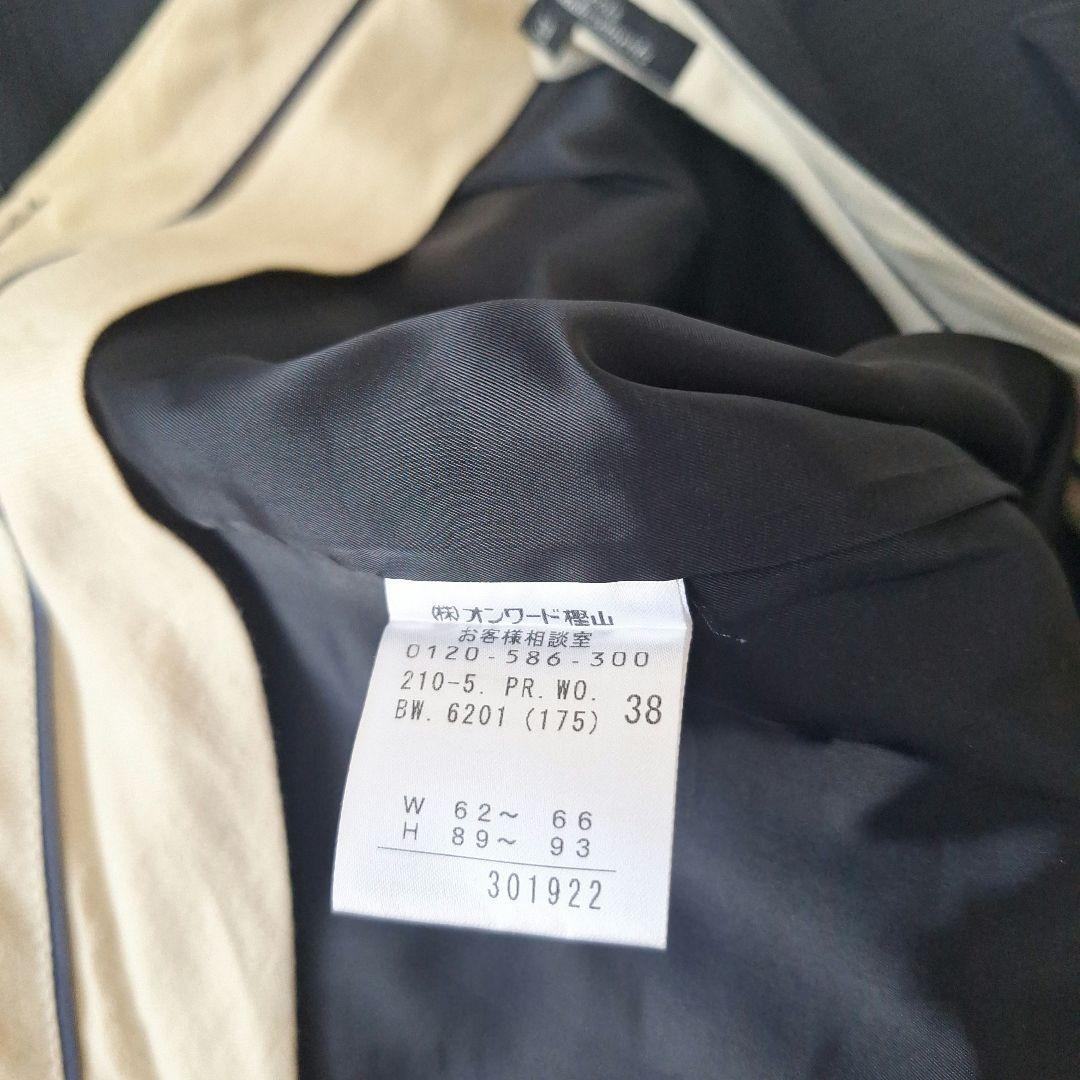 ㈱オンワード樫山
お客様相談室
0120-586-300
210-5. PR. WO. 38
BW. 6201 (175)
W 62〜 66
H 89〜 93
301922